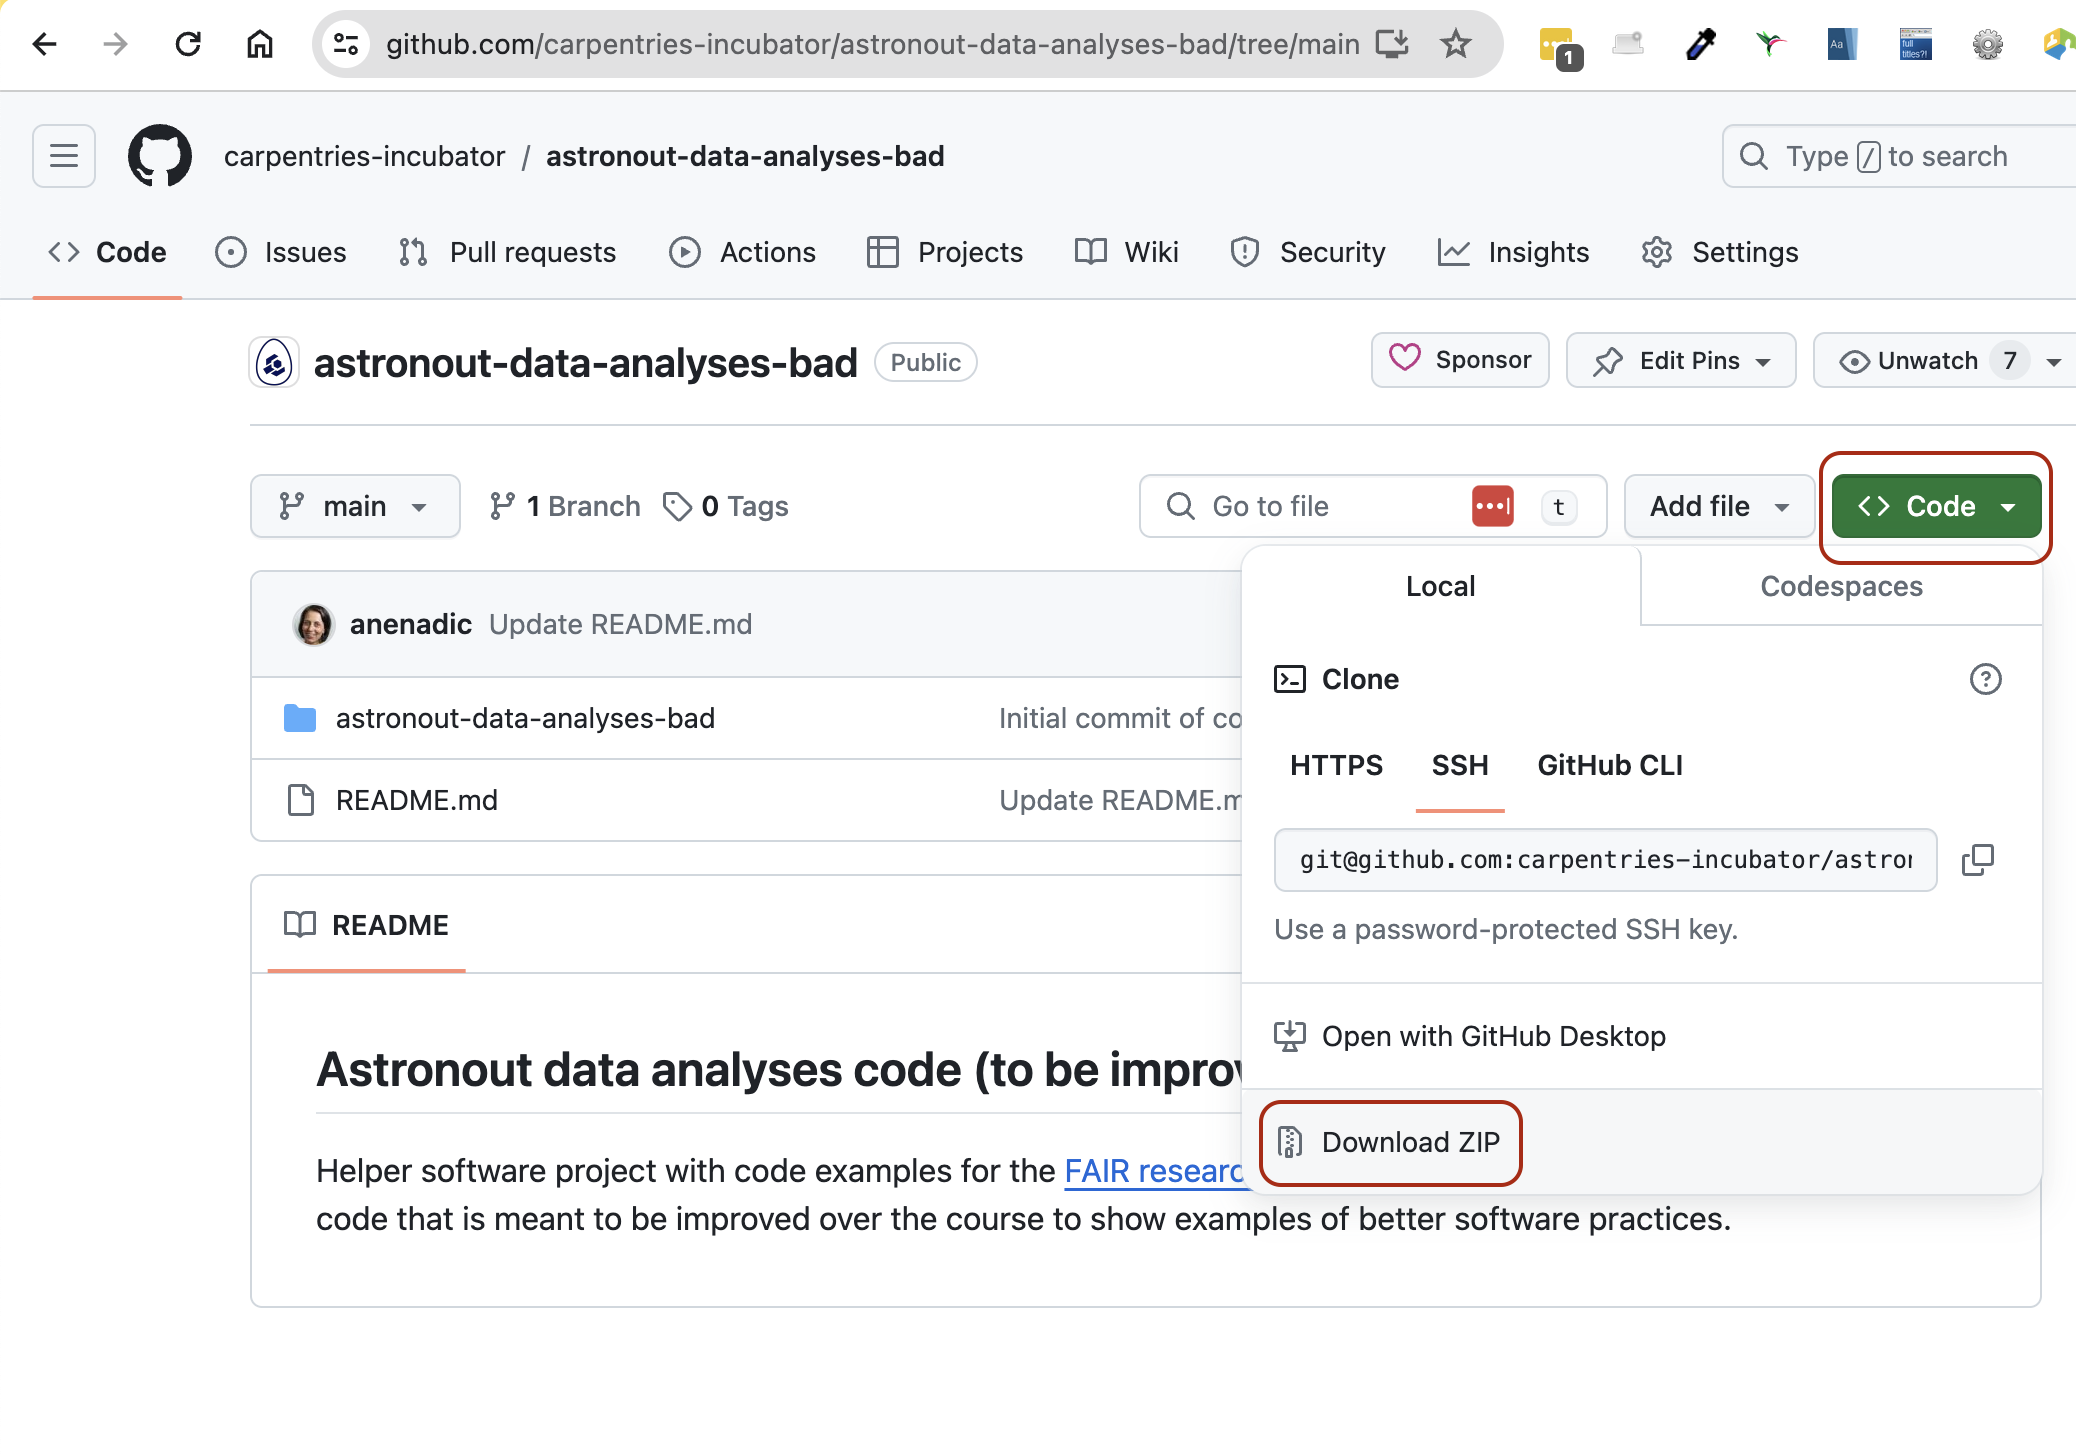 github.com/carpentries-incubator/astronout-data-analyses-bad/tree/main
1
Aa
full
titles?!
carpentries-incubator / astronout-data-analyses-bad
Type / to search
Code
Issues
Pull requests
Actions
Projects
Wiki
Security
Insights
Settings
astronout-data-analyses-bad
Public
Sponsor
Edit Pins
Unwatch 7
main
1 Branch
0 Tags
Go to file
t
Add file
Code
Local
Codespaces
anenadic Update README.md
astronout-data-analyses-bad
Initial commit of co
README.md
Update README.m
Clone
HTTPS
SSH
GitHub CLI
git@github.com:carpentries-incubator/astron
Use a password-protected SSH key.
Open with GitHub Desktop
Download ZIP
README
Astronout data analyses code (to be improv
Helper software project with code examples for the FAIR researc
code that is meant to be improved over the course to show examples of better software practices.